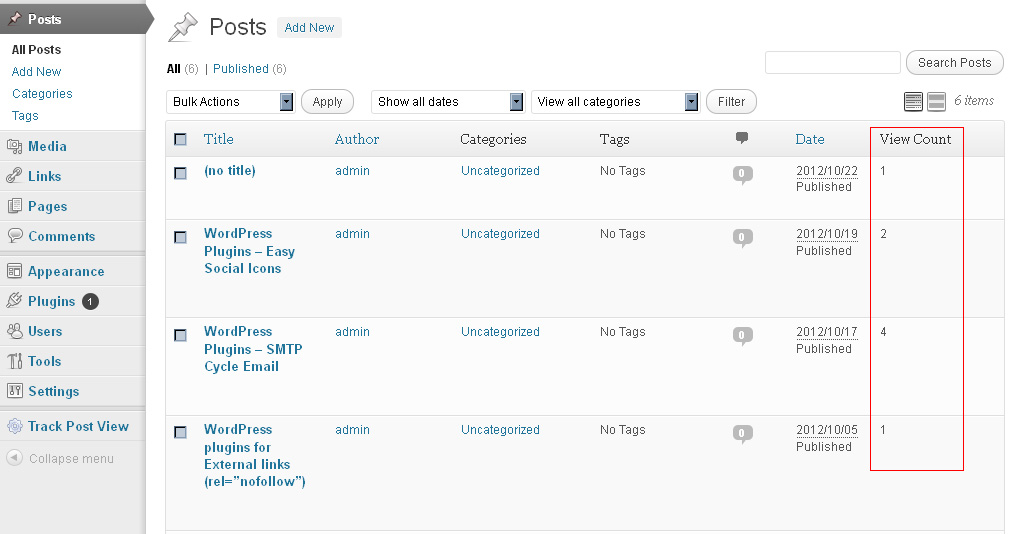 Posts
All Posts
Add New
Categories
Tags
Media
Links
Pages
Comments
Appearance
Plugins 1
Users
Tools
Settings
Track Post View
Collapse menu
Posts Add New
All (6) | Published (6)
Search Posts
Bulk Actions Apply Show all dates View all categories Filter 6 items
Title Author Categories Tags Date View Count
(no title) admin Uncategorized No Tags 0 2012/10/22 1
Published
WordPress admin Uncategorized No Tags 0 2012/10/19 2
Plugins – Easy Published
Social Icons
WordPress admin Uncategorized No Tags 0 2012/10/17 4
Plugins – SMTP Published
Cycle Email
WordPress admin Uncategorized No Tags 0 2012/10/05 1
plugins for Published
External links
(rel="nofollow")